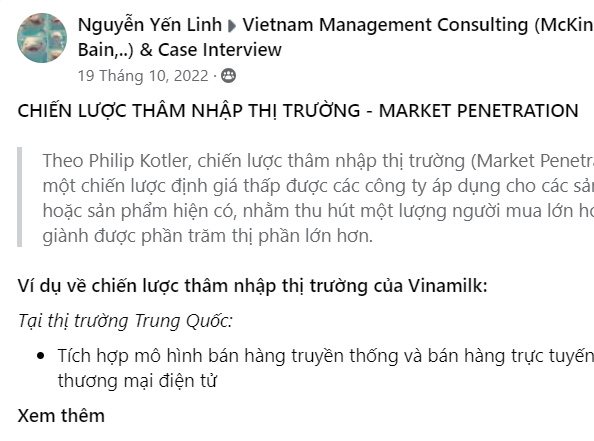 Nguyễn Yến Linh Vietnam Management Consulting (McKin
Bain,..) & Case Interview
19 Tháng 10, 2022 ·
CHIẾN LƯỢC THÂM NHẬP THỊ TRƯỜNG - MARKET PENETRATION
Theo Philip Kotler, chiến lược thâm nhập thị trường (Market Penetra
một chiến lược định giá thấp được các công ty áp dụng cho các sả
hoặc sản phẩm hiện có, nhằm thu hút một lượng người mua lớn hơ
giành được phần trăm thị phần lớn hơn.
Ví dụ về chiến lược thâm nhập thị trường của Vinamilk:
Tại thị trường Trung Quốc:
• Tích hợp mô hình bán hàng truyền thống và bán hàng trực tuyến
thương mại điện tử
Xem thêm